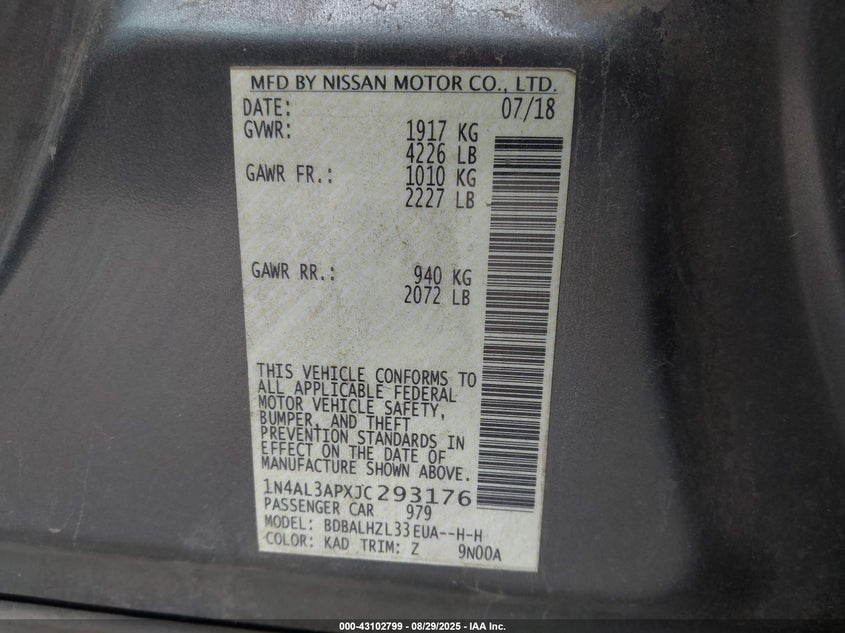 MFD BY NISSAN MOTOR CO., LTD.
DATE: 07/18
GVWR: 1917 KG
4226 LB
GAWR FR.: 1010 KG
2227 LB
GAWR RR.: 940 KG
2072 LB
THIS VEHICLE CONFORMS TO
ALL APPLICABLE FEDERAL
MOTOR VEHICLE SAFETY,
BUMPER, AND THEFT
PREVENTION STANDARDS IN
EFFECT ON THE DATE OF
MANUFACTURE SHOWN ABOVE.
1N4AL3APXJC293176
PASSENGER CAR 979
MODEL: BDBALHZL33EUA--H-H
COLOR: KAD TRIM: Z 9N00A
000-43102799 - 08/29/2025 - IAA Inc.